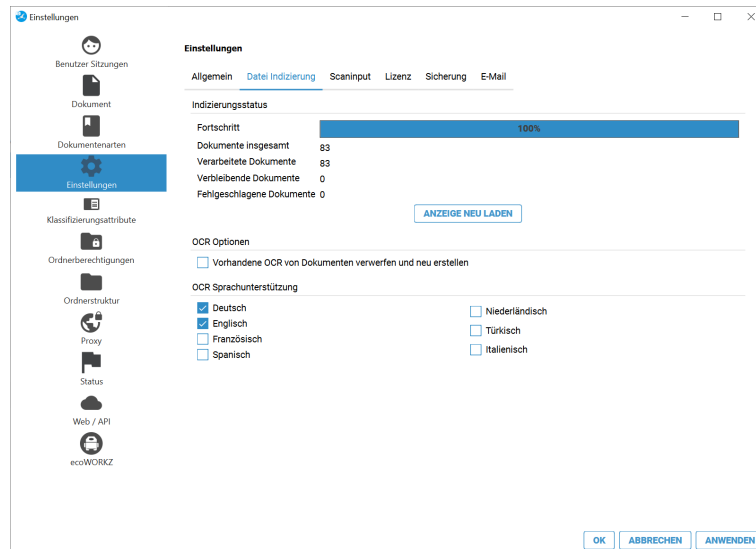 Einstellungen
Benutzer Sitzungen
Dokument
Dokumentenarten
Einstellungen
Klassifizierungsattribute
Ordnerberechtigungen
Ordnerstruktur
Proxy
Status
Web / API
ecoWORKZ
Einstellungen
Allgemein Datei Indizierung Scaninput Lizenz Sicherung E-Mail
Indizierungsstatus
Fortschritt 100%
Dokumente insgesamt 83
Verarbeitete Dokumente 83
Verbleibende Dokumente 0
Fehlgeschlagene Dokumente 0
ANZEIGE NEU LADEN
OCR Optionen
Vorhandene OCR von Dokumenten verwerfen und neu erstellen
OCR Sprachunterstützung
Deutsch
Englisch
Französisch
Spanisch
Niederländisch
Türkisch
Italienisch
OK ABBRECHEN ANWENDEN